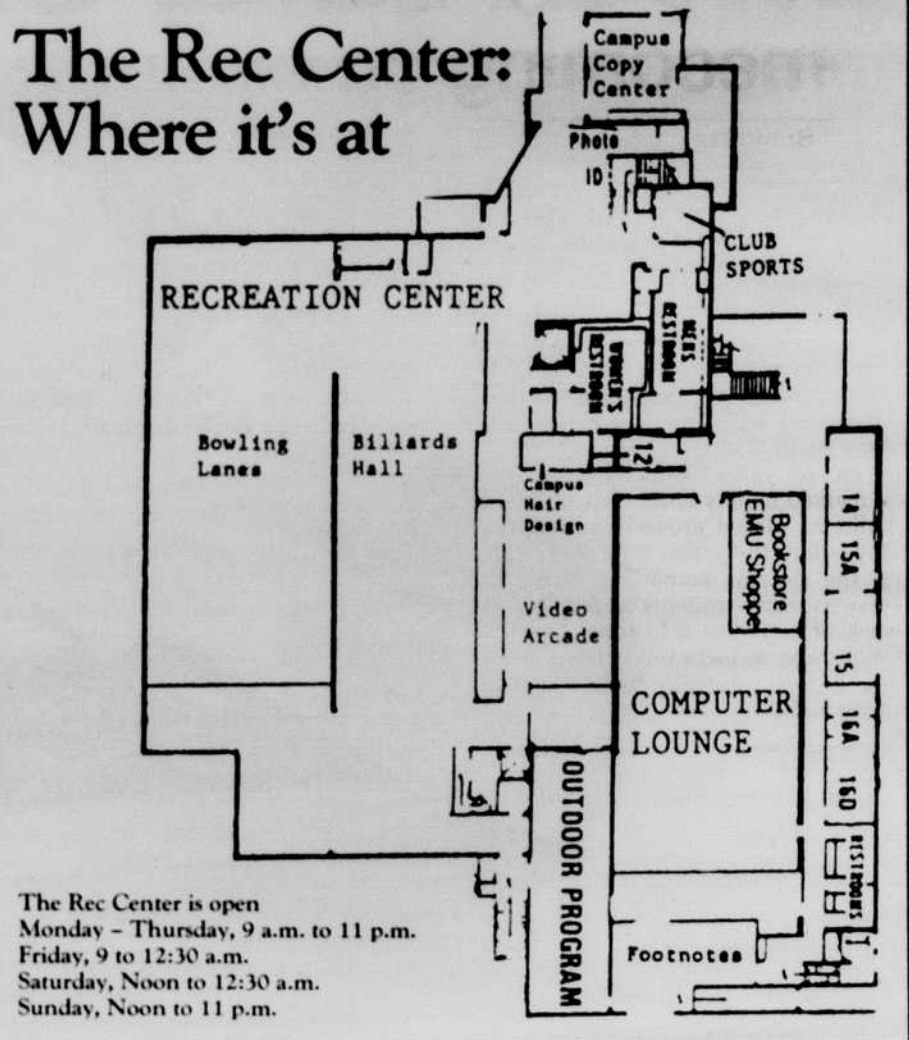 The Rec Center:
Where it's at
Campus
Copy
Center
Photo
ID
CLUB
SPORTS
RECREATION CENTER
MENS
RESTROOM
WOMEN'S
RESTROOM
Bowling
Lanes
Billards
Hall
12
Campus
Hair
Design
Bookstore
EMU Shoppe
14
15A
15
16A
16D
RESTROOMS
Video
Arcade
COMPUTER
LOUNGE
OUTDOOR PROGRAM
Footnotes
The Rec Center is open
Monday – Thursday, 9 a.m. to 11 p.m.
Friday, 9 to 12:30 a.m.
Saturday, Noon to 12:30 a.m.
Sunday, Noon to 11 p.m.